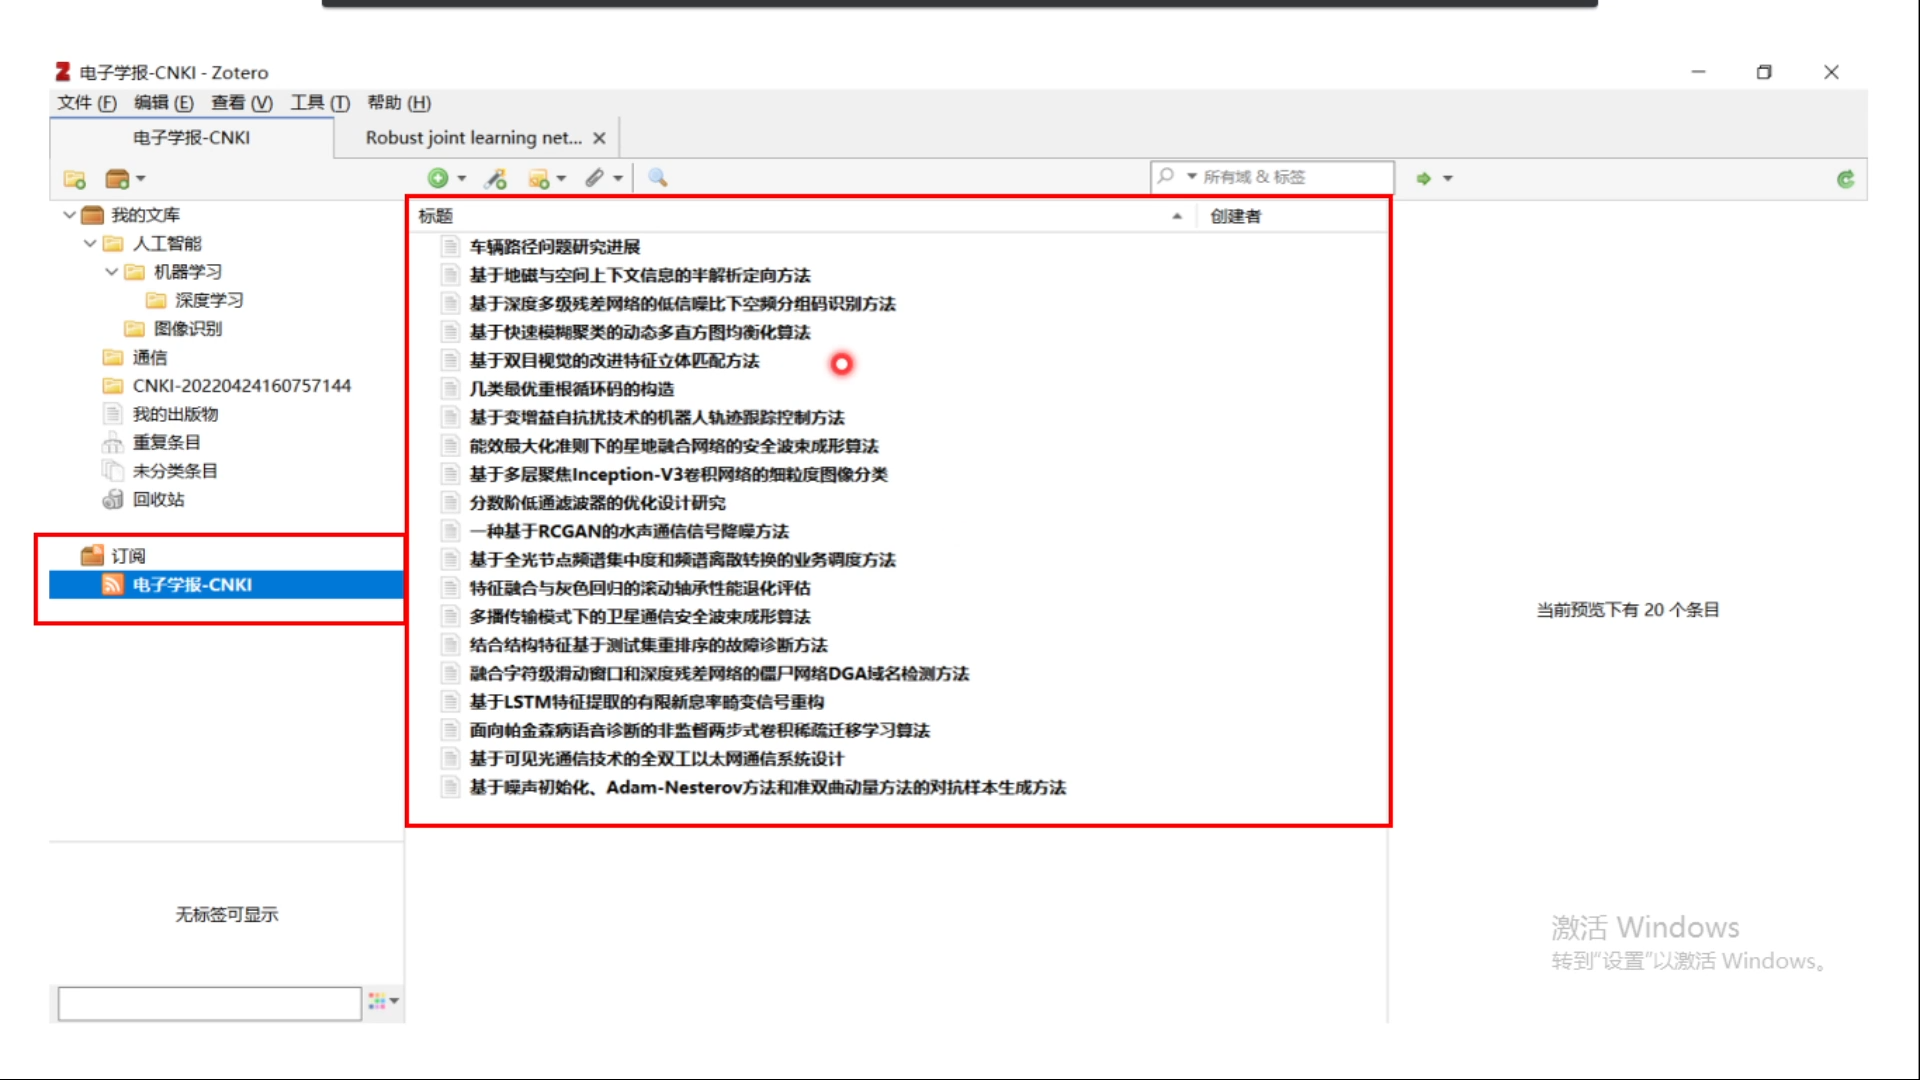 电子学报-CNKI - Zotero
文件 (F) 编辑 (E) 查看 (V) 工具 (T) 帮助 (H)
电子学报-CNKI
Robust joint learning net...
所有域 & 标签
我的文库
人工智能
机器学习
深度学习
图像识别
通信
CNKI-20220424160757144
我的出版物
重复条目
未分类条目
回收站
订阅
电子学报-CNKI
无标签可显示
标题 创建者
车辆路径问题研究进展
基于地磁与空间上下文信息的半解析定向方法
基于深度多级残差网络的低信噪比下空频分组码识别方法
基于快速模糊聚类的动态多直方图均衡化算法
基于双目视觉的改进特征立体匹配方法
几类最优重根循环码的构造
基于变增益自抗扰技术的机器人轨迹跟踪控制方法
能效最大化准则下的星地融合网络的安全波束成形算法
基于多层聚焦Inception-V3卷积网络的细粒度图像分类
分数阶低通滤波器的优化设计研究
一种基于RCGAN的水声通信信号降噪方法
基于全光节点频谱集中度和频谱离散转换的业务调度方法
特征融合与灰色回归的滚动轴承性能退化评估
多播传输模式下的卫星通信安全波束成形算法
结合结构特征基于测试集重排序的故障诊断方法
融合字符级滑动窗口和深度残差网络的僵尸网络DGA域名检测方法
基于LSTM特征提取的有限新息率畸变信号重构
面向帕金森病语音诊断的非监督两步式卷积稀疏迁移学习算法
基于可见光通信技术的全双工以太网通信系统设计
基于噪声初始化、Adam-Nesterov方法和准双曲动量方法的对抗样本生成方法
当前预览下有 20 个条目
激活 Windows
转到“设置”以激活 Windows。